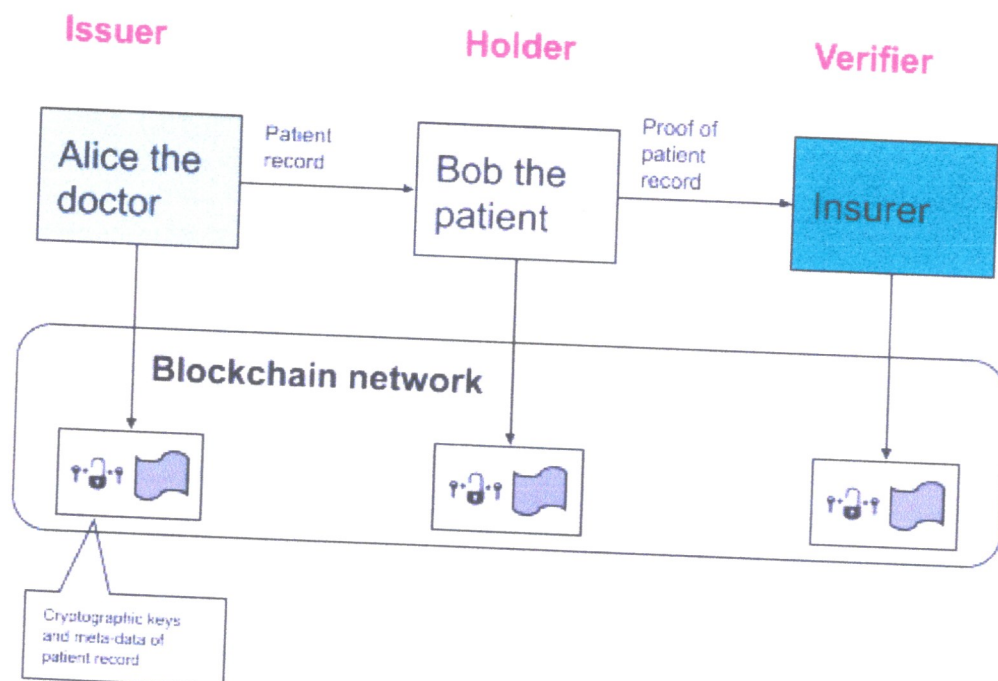 Issuer
Holder
Verifier
Alice the
doctor
Patient
record
Bob the
patient
Proof of
patient
record
Insurer
Blockchain network
Cryptographic keys
and meta-data of
patient record